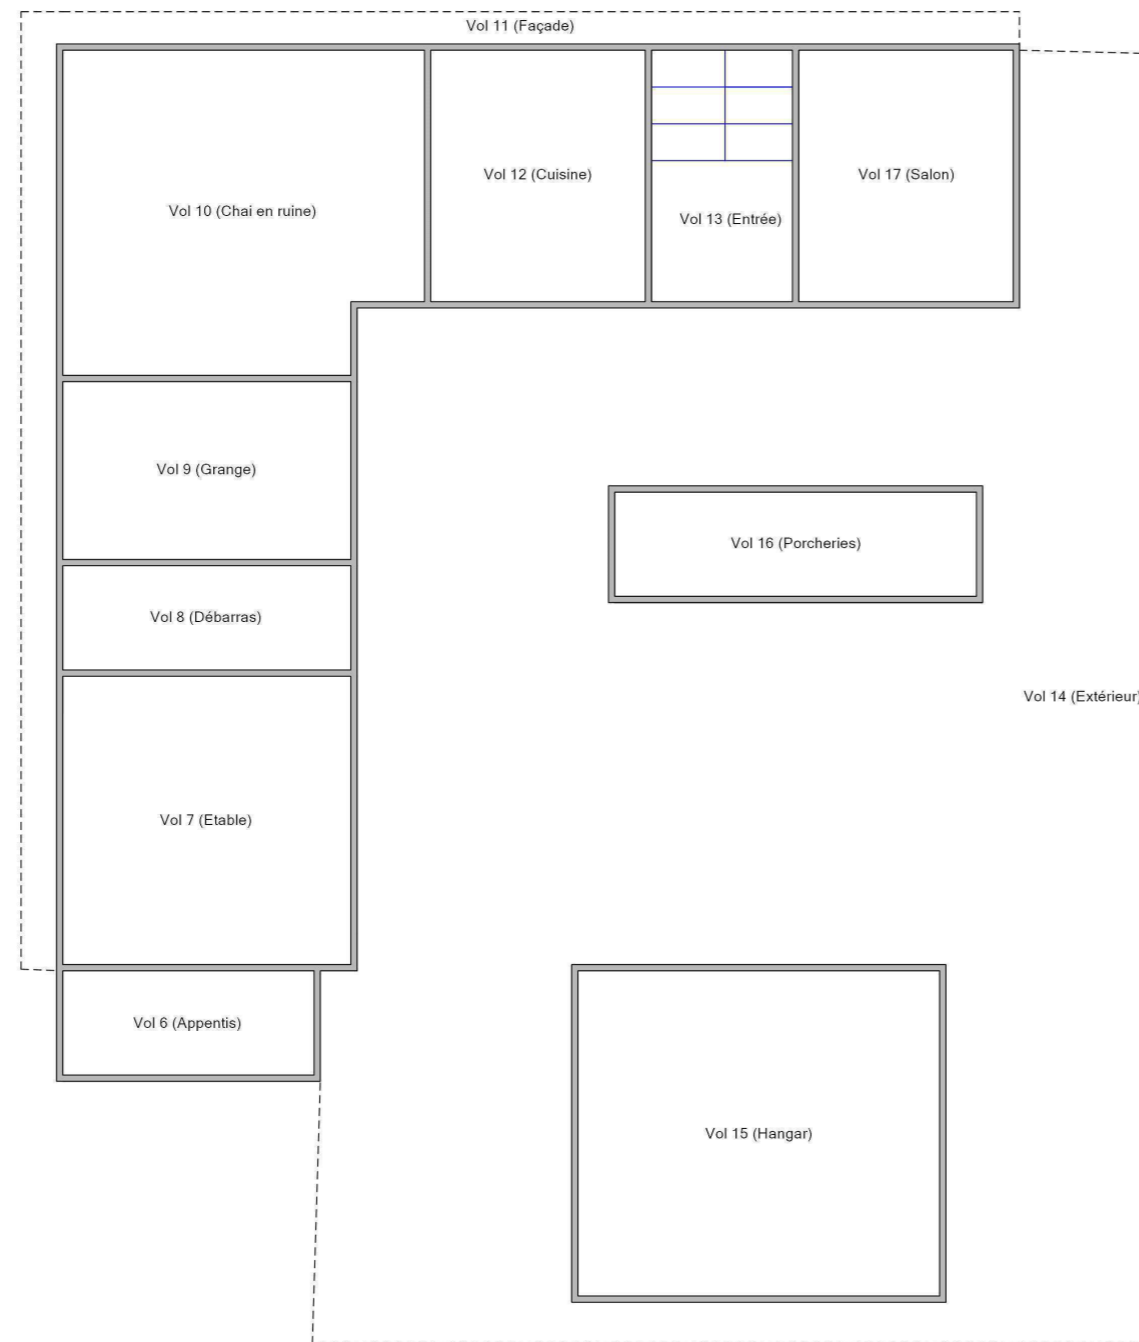 Vol 11 (Façade)
Vol 12 (Cuisine)
Vol 17 (Salon)
Vol 10 (Chai en ruine)
Vol 13 (Entrée)
Vol 9 (Grange)
Vol 16 (Porcheries)
Vol 8 (Débarras)
Vol 14 (Extérieur)
Vol 7 (Etable)
Vol 6 (Appentis)
Vol 15 (Hangar)